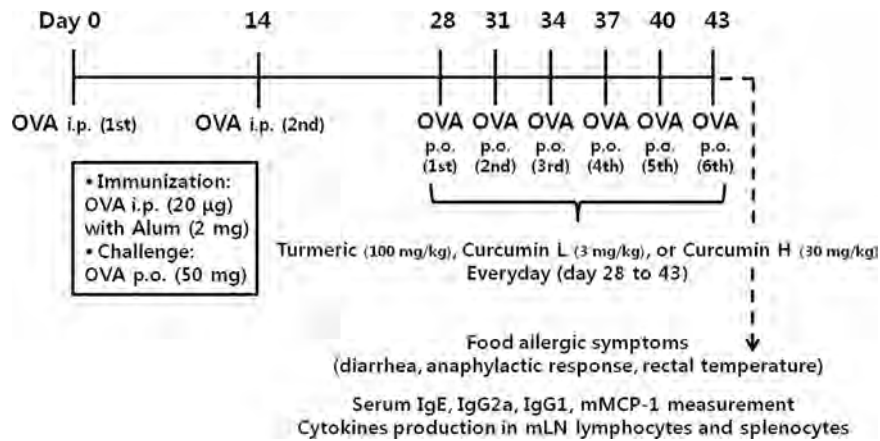 Day 0 14 28 31 34 37 40 43
OVA i.p. (1st) OVA i.p. (2nd) OVA OVA OVA OVA OVA OVA
p.o. p.o. p.o. p.o. p.o. p.o.
(1st) (2nd) (3rd) (4th) (5th) (6th)
• Immunization:
OVA i.p. (20 μg)
with Alum (2 mg)
• Challenge:
OVA p.o. (50 mg)
Turmeric (100 mg/kg), Curcumin L (3 mg/kg), or Curcumin H (30 mg/kg)
Everyday (day 28 to 43)
Food allergic symptoms
(diarrhea, anaphylactic response, rectal temperature)
Serum IgE, IgG2a, IgG1, mMCP-1 measurement
Cytokines production in mLN lymphocytes and splenocytes